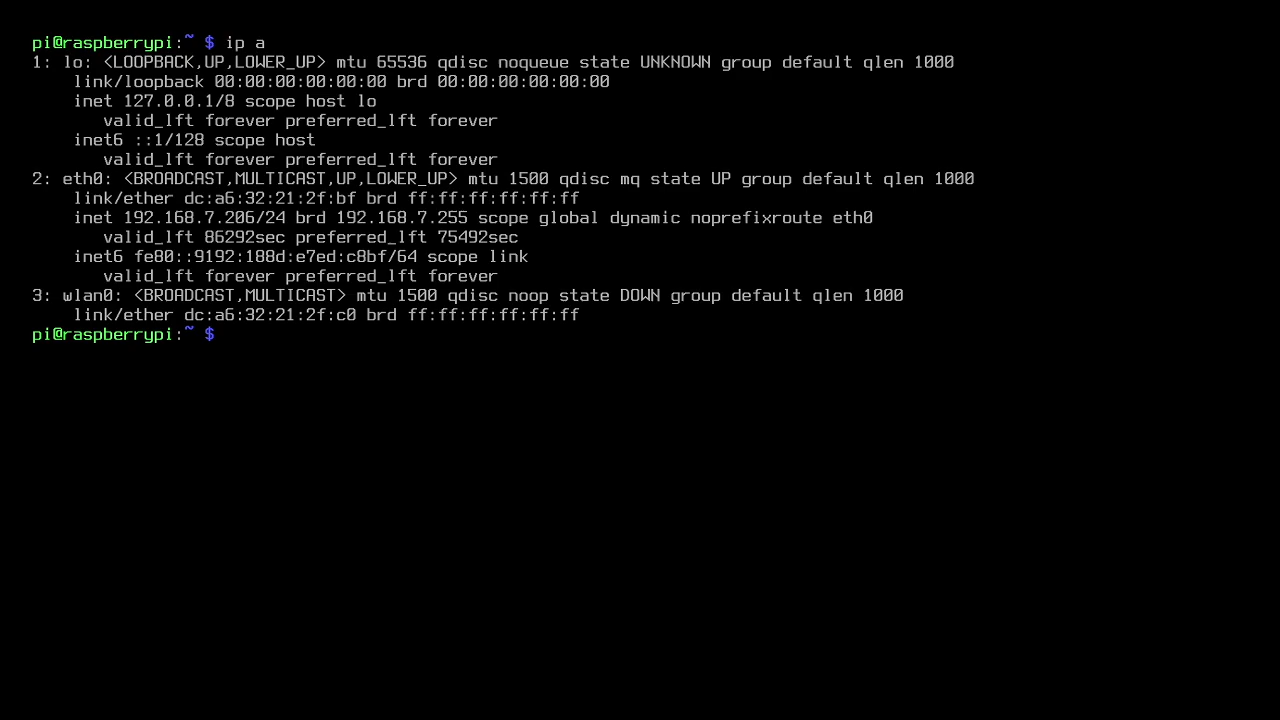 pi@raspberrypi:~ $ ip a
1: lo: <LOOPBACK,UP,LOWER_UP> mtu 65536 qdisc noqueue state UNKNOWN group default qlen 1000
    link/loopback 00:00:00:00:00:00 brd 00:00:00:00:00:00
    inet 127.0.0.1/8 scope host lo
       valid_lft forever preferred_lft forever
    inet6 ::1/128 scope host
       valid_lft forever preferred_lft forever
2: eth0: <BROADCAST,MULTICAST,UP,LOWER_UP> mtu 1500 qdisc mq state UP group default qlen 1000
    link/ether dc:a6:32:21:2f:bf brd ff:ff:ff:ff:ff:ff
    inet 192.168.7.206/24 brd 192.168.7.255 scope global dynamic noprefixroute eth0
       valid_lft 86292sec preferred_lft 75492sec
    inet6 fe80::9192:188d:e7ed:c8bf/64 scope link
       valid_lft forever preferred_lft forever
3: wlan0: <BROADCAST,MULTICAST> mtu 1500 qdisc noop state DOWN group default qlen 1000
    link/ether dc:a6:32:21:2f:c0 brd ff:ff:ff:ff:ff:ff
pi@raspberrypi:~ $